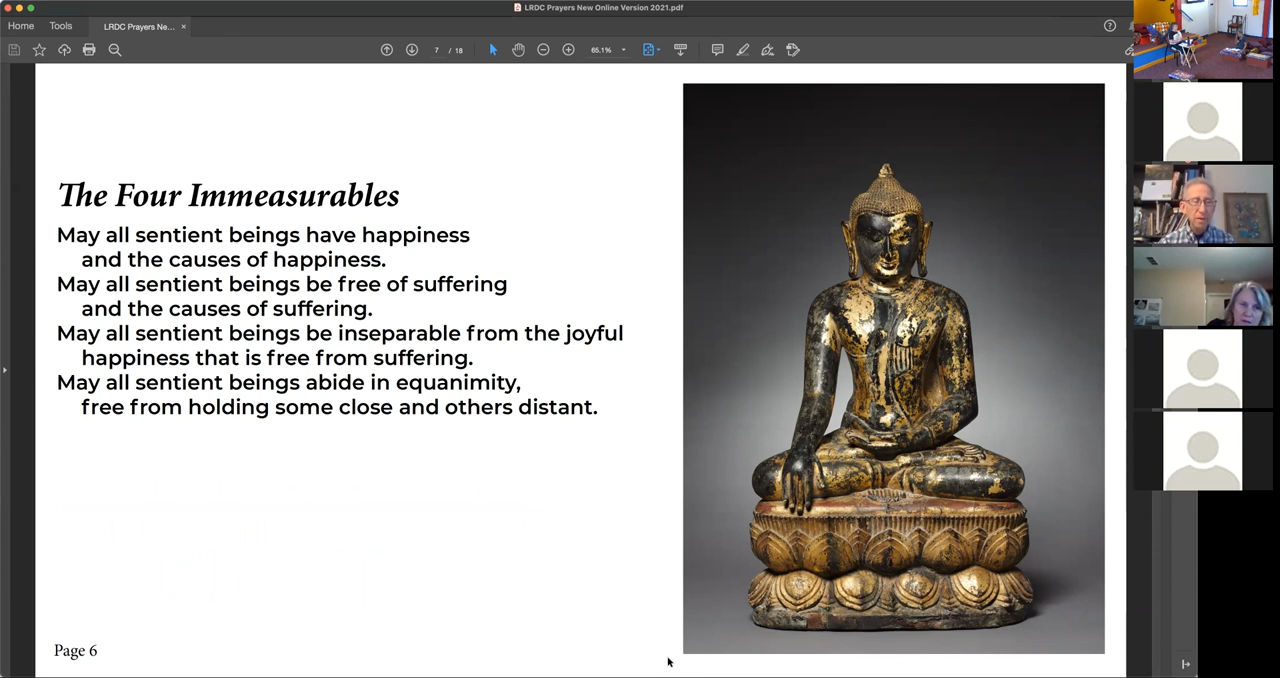 LRDC Prayers New Online Version 2021.pdf
Home
Tools
LRDC Prayers New Ne...
7 / 18
65.1%
The Four Immeasurables
May all sentient beings have happiness
and the causes of happiness.
May all sentient beings be free of suffering
and the causes of suffering.
May all sentient beings be inseparable from the joyful
happiness that is free from suffering.
May all sentient beings abide in equanimity,
free from holding some close and others distant.
Page 6